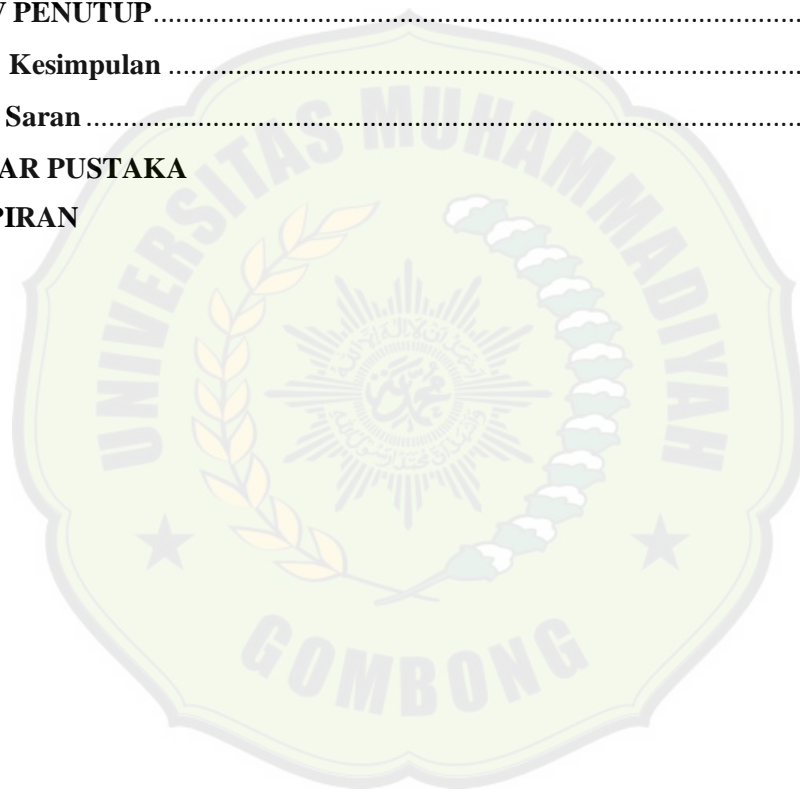 V PENUTUP................................................................................
Kesimpulan ..............................................................................
Saran .......................................................................................
AR PUSTAKA
PIRAN
UNIVERSITAS MUHAMMADIYAH
GOMBONG